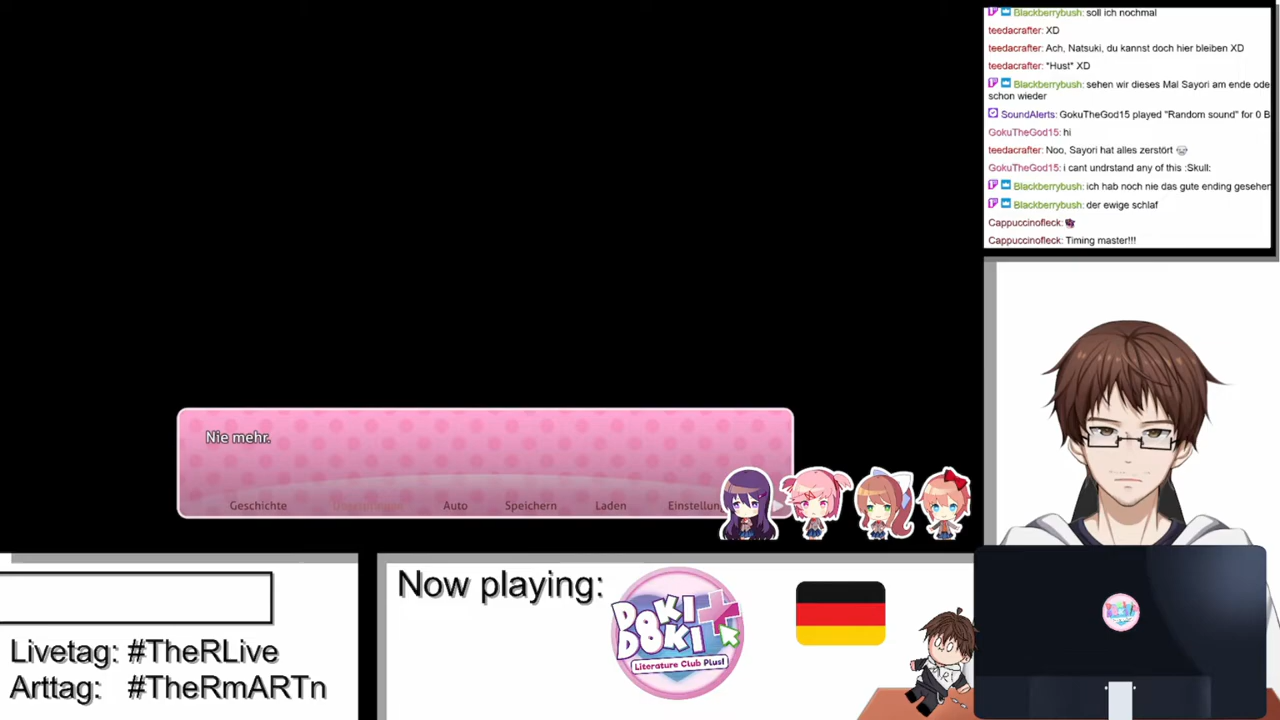 Blackberrybush: soll ich nochmal
teedacrafter: XD
teedacrafter: Ach, Natsuki, du kannst doch hier bleiben XD
teedacrafter: *Hust* XD
Blackberrybush: sehen wir dieses Mal Sayori am ende ode
schon wieder
SoundAlerts: GokuTheGod15 played "Random sound" for 0 B
GokuTheGod15: hi
teedacrafter: Noo, Sayori hat alles zerstört
GokuTheGod15: i cant undrstand any of this :Skull:
Blackberrybush: ich hab noch nie das gute ending gesehen
Blackberrybush: der ewige schlaf
Cappuccinofleck:
Cappuccinofleck: Timing master!!!
Nie mehr.
Geschichte Auto Speichern Laden Einstellun
Now playing:
DOKI DOKI
Literature Club Plus!
Livetag: #TheRLive
Arttag: #TheRmARTn